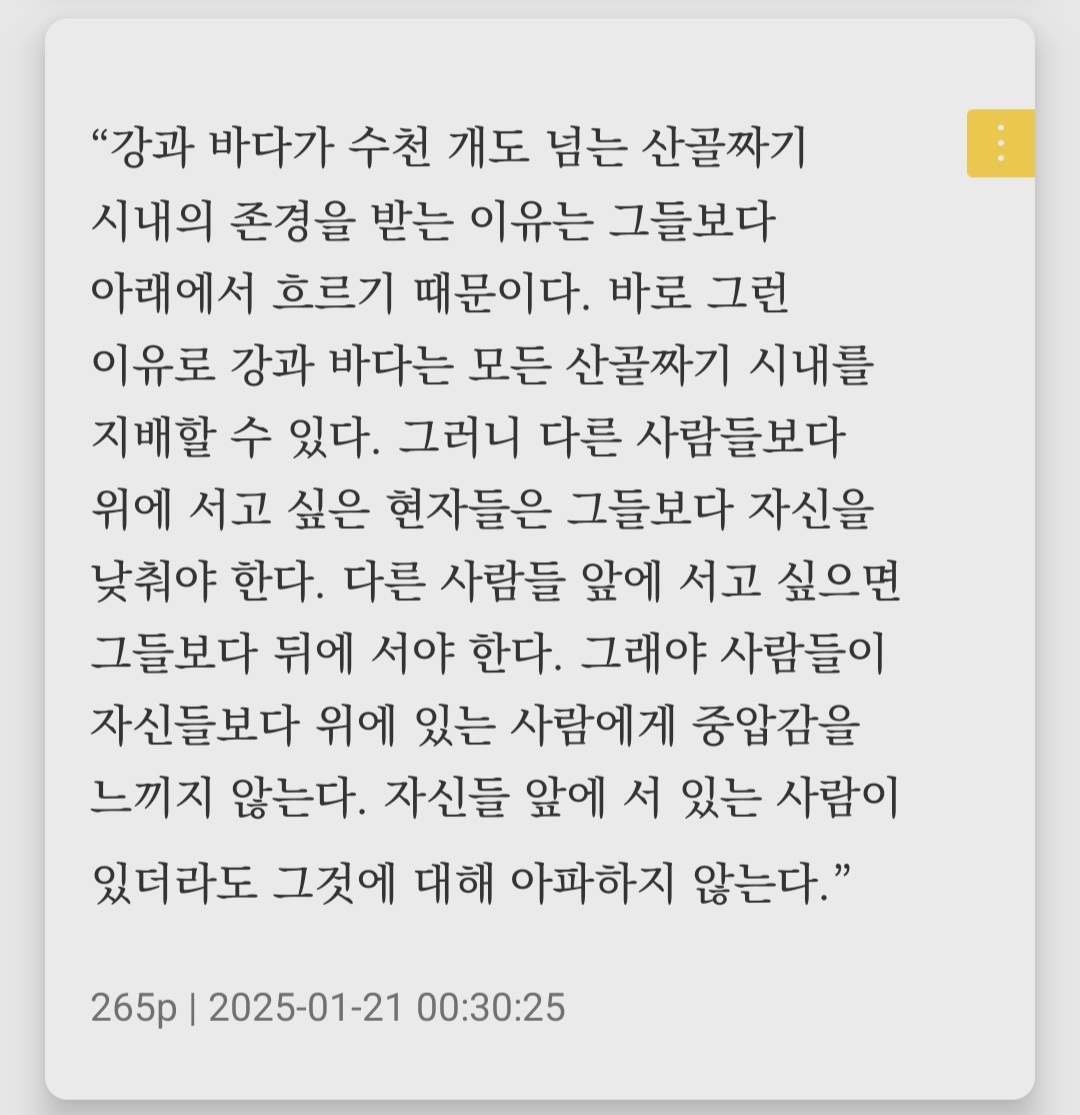 “강과 바다가 수천 개도 넘는 산골짜기
시내의 존경을 받는 이유는 그들보다
아래에서 흐르기 때문이다. 바로 그런
이유로 강과 바다는 모든 산골짜기 시내를
지배할 수 있다. 그러니 다른 사람들보다
위에 서고 싶은 현자들은 그들보다 자신을
낮춰야 한다. 다른 사람들 앞에 서고 싶으면
그들보다 뒤에 서야 한다. 그래야 사람들이
자신들보다 위에 있는 사람에게 중압감을
느끼지 않는다. 자신들 앞에 서 있는 사람이
있더라도 그것에 대해 아파하지 않는다.”
265p | 2025-01-21 00:30:25